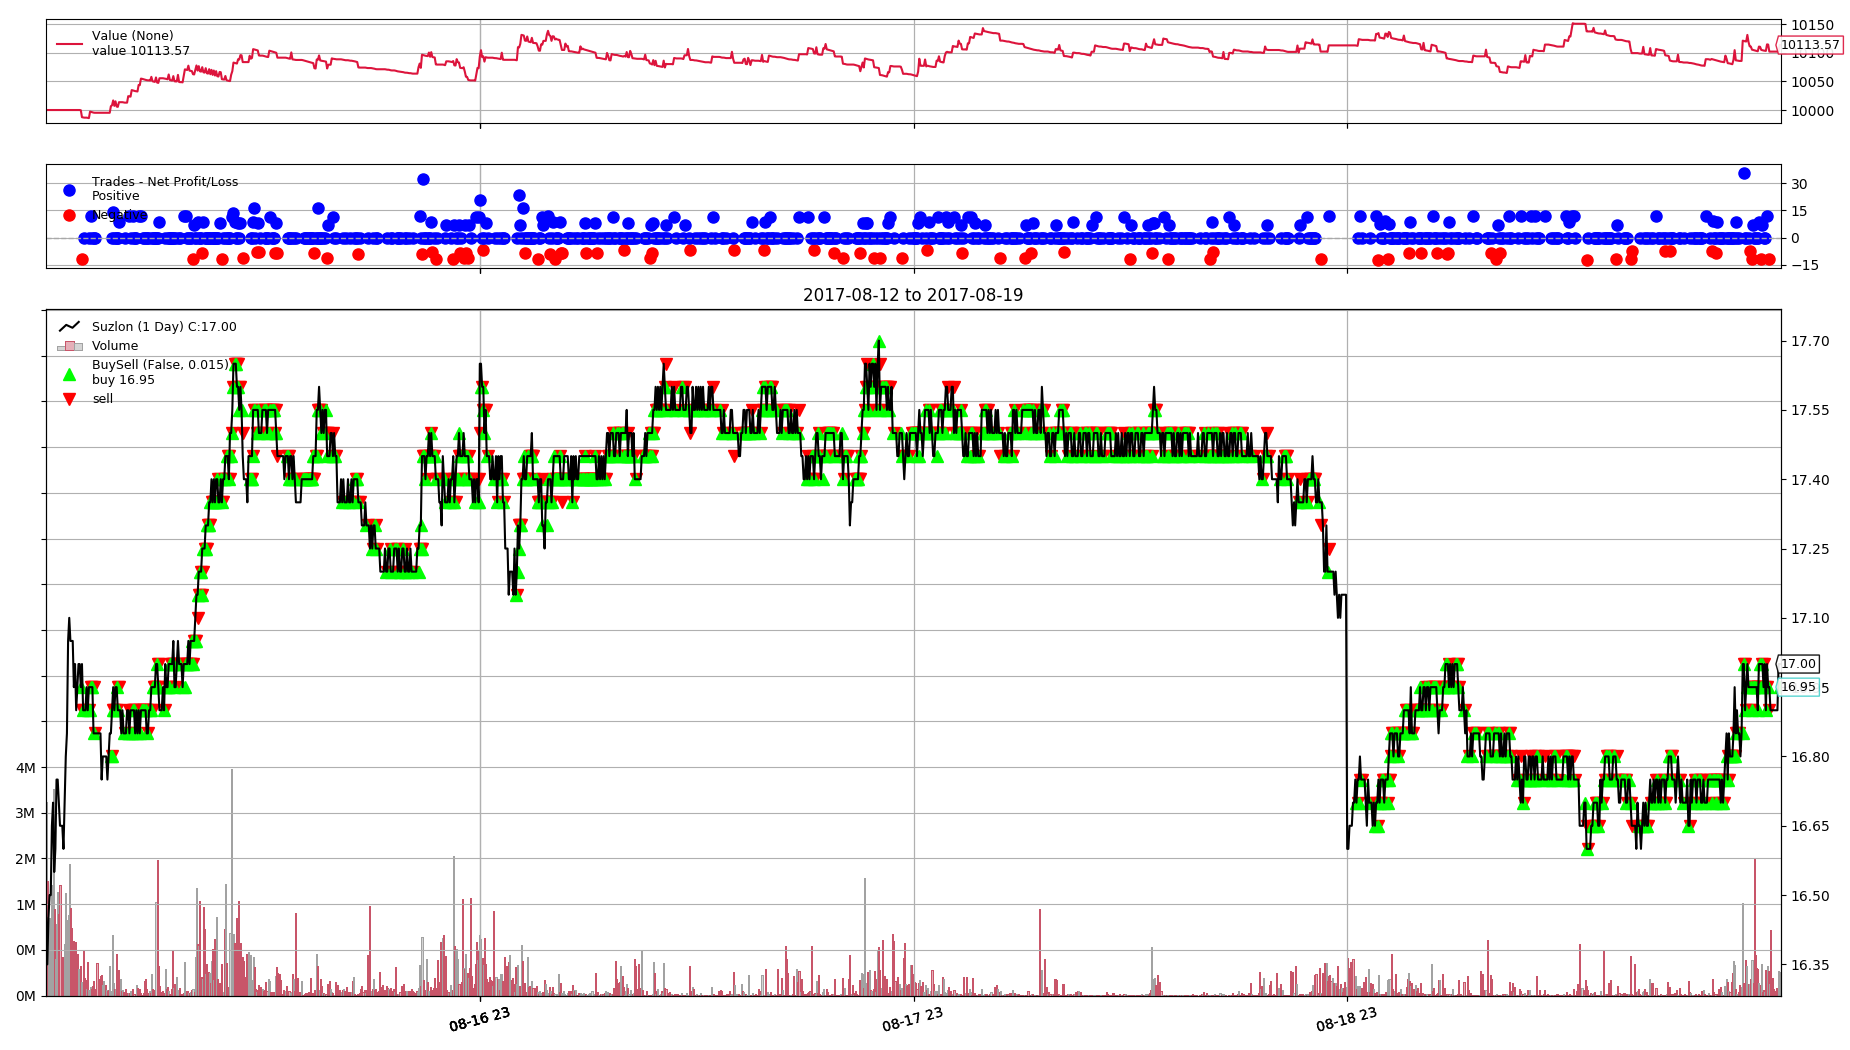 Value (None)
value 10113.57
10150
10113.57
10100
10050
10000
Trades - Net Profit/Loss
Positive
Negative
30
15
0
−15
2017-08-12 to 2017-08-19
Suzlon (1 Day) C:17.00
Volume
BuySell (False, 0.015)
buy 16.95
sell
17.70
17.55
17.40
17.25
17.10
17.00
16.95
16.80
16.65
16.50
16.35
4M
3M
2M
1M
0M
0M
08-16 23
08-17 23
08-18 23